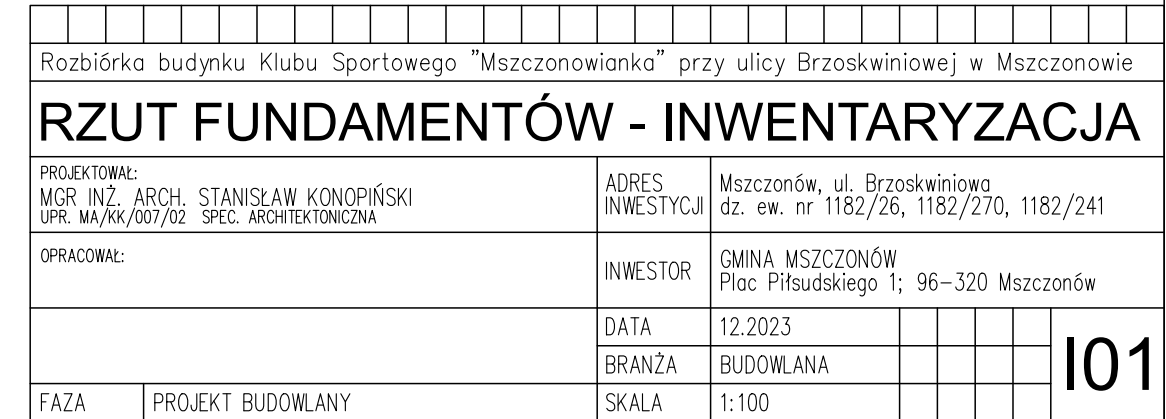 Rozbiórka budynku Klubu Sportowego "Mszczonowianka" przy ulicy Brzoskwiniowej w Mszczonowie
RZUT FUNDAMENTÓW - INWENTARYZACJA
PROJEKTOWAŁ:
MGR INŻ. ARCH. STANISŁAW KONOPIŃSKI
UPR. MA/KK/007/02 SPEC. ARCHITEKTONICZNA
ADRES
INWESTYCJI
Mszczonów, ul. Brzoskwiniowa
dz. ew. nr 1182/26, 1182/270, 1182/241
OPRACOWAŁ:
INWESTOR
GMINA MSZCZONÓW
Plac Piłsudskiego 1; 96-320 Mszczonów
DATA 12.2023
BRANŻA BUDOWLANA
I01
FAZA PROJEKT BUDOWLANY
SKALA 1:100